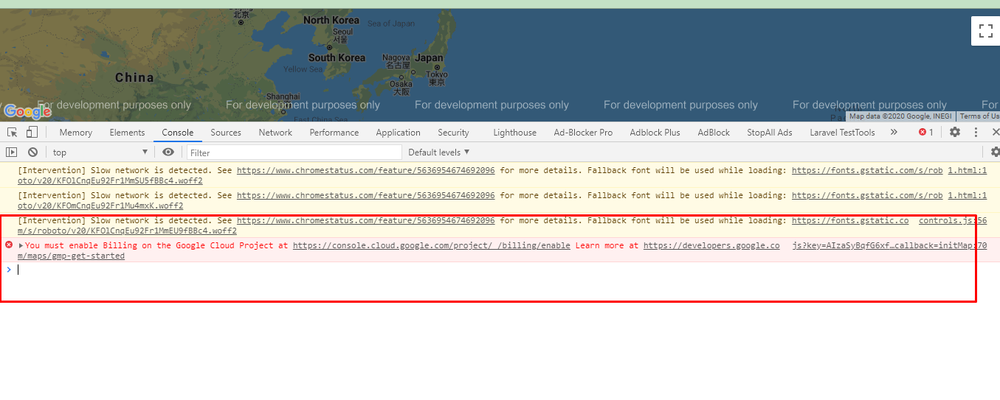 北京
North Korea
Sea of Japan
Seoul
서울
South Korea
Nagoya
名古屋
Japan
China
Yellow Sea
Tokyo
東京
Osaka
大阪
Shanghai
For development purposes only For development purposes only For development purposes only For development purposes only For development purposes only For
Google
East China Sea
Map data ©2020 Google, INEGI Terms of Us
Memory Elements Console Sources Network Performance Application Security Lighthouse Ad-Blocker Pro Adblock Plus AdBlock StopAll Ads Laravel TestTools » 1
top Filter Default levels
[Intervention] Slow network is detected. See https://www.chromestatus.com/feature/5636954674692096 for more details. Fallback font will be used while loading: https://fonts.gstatic.com/s/rob 1.html:1
oto/v20/KFOlCnqEu92Fr1MmSU5fBBc4.woff2
[Intervention] Slow network is detected. See https://www.chromestatus.com/feature/5636954674692096 for more details. Fallback font will be used while loading: https://fonts.gstatic.com/s/rob 1.html:1
oto/v20/KFOmCnqEu92Fr1Mu4mxK.woff2
[Intervention] Slow network is detected. See https://www.chromestatus.com/feature/5636954674692096 for more details. Fallback font will be used while loading: https://fonts.gstatic.co controls.js:56
m/s/roboto/v20/KFOlCnqEu92Fr1MmEU9fBBc4.woff2
You must enable Billing on the Google Cloud Project at https://console.cloud.google.com/project/_/billing/enable Learn more at https://developers.google.co js?key=AIzaSyBqfG6xf…callback=initMap:70
m/maps/gmp-get-started